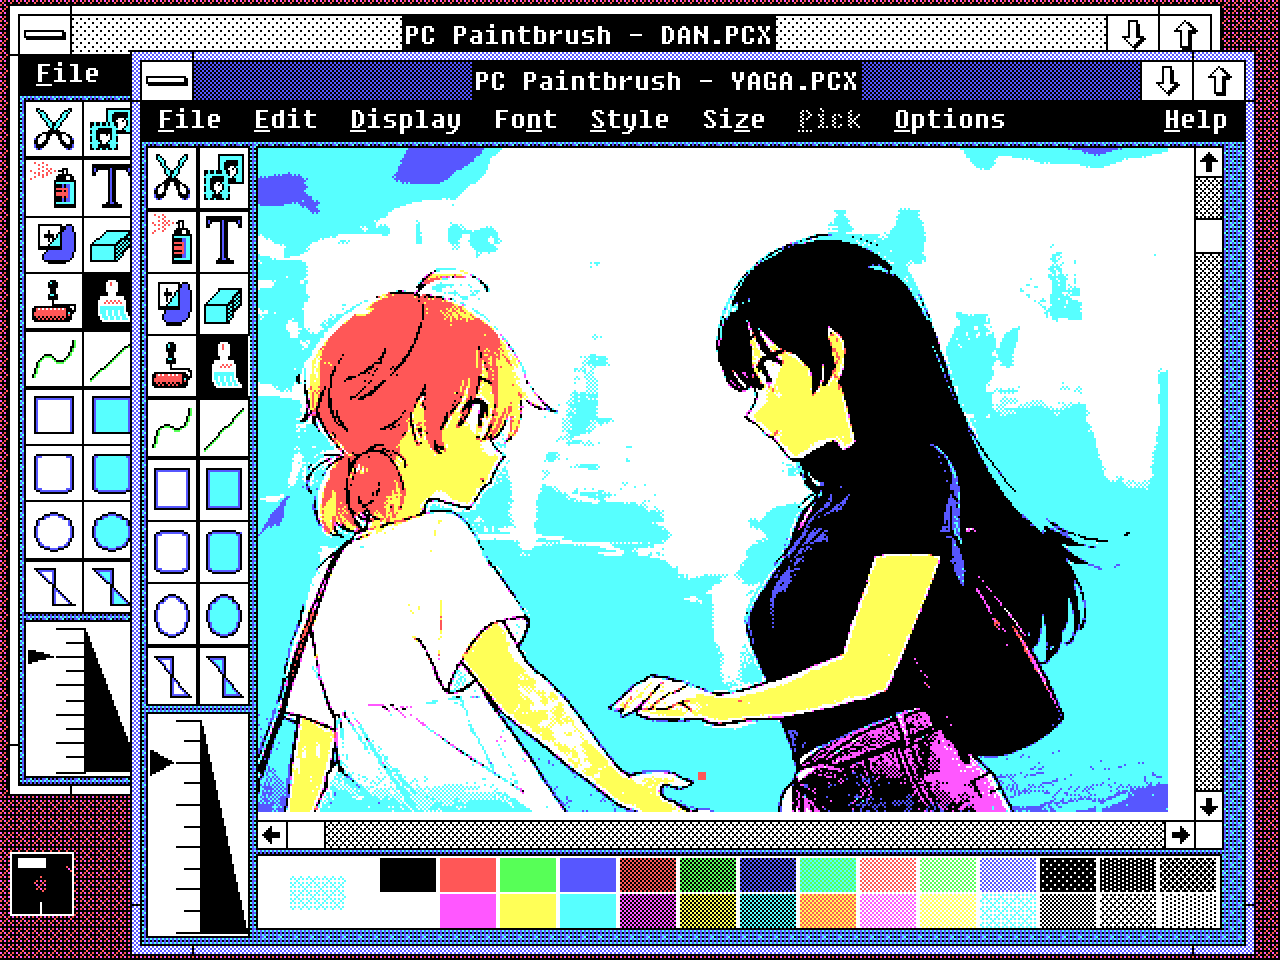 PC Paintbrush - DAN.PCX
File
PC Paintbrush - YAGA.PCX
File Edit Display Font Style Size Pick Options Help
T
T